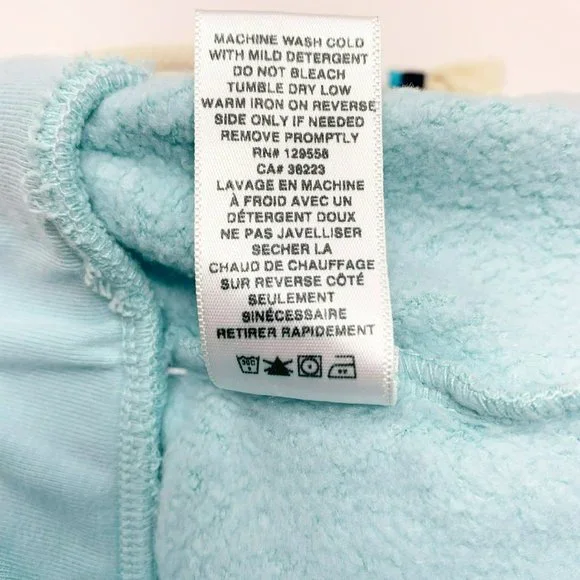 MACHINE WASH COLD
WITH MILD DETERGENT
DO NOT BLEACH
TUMBLE DRY LOW
WARM IRON ON REVERSE
SIDE ONLY IF NEEDED
REMOVE PROMPTLY
RN# 129558
CA# 36223
LAVAGE EN MACHINE
À FROID AVEC UN
DÉTERGENT DOUX
NE PAS JAVELLISER
SECHER LA
CHAUD DE CHAUFFAGE
SUR REVERSE CÔTÉ
SEULEMENT
SINÉCESSAIRE
RETIRER RAPIDEMENT